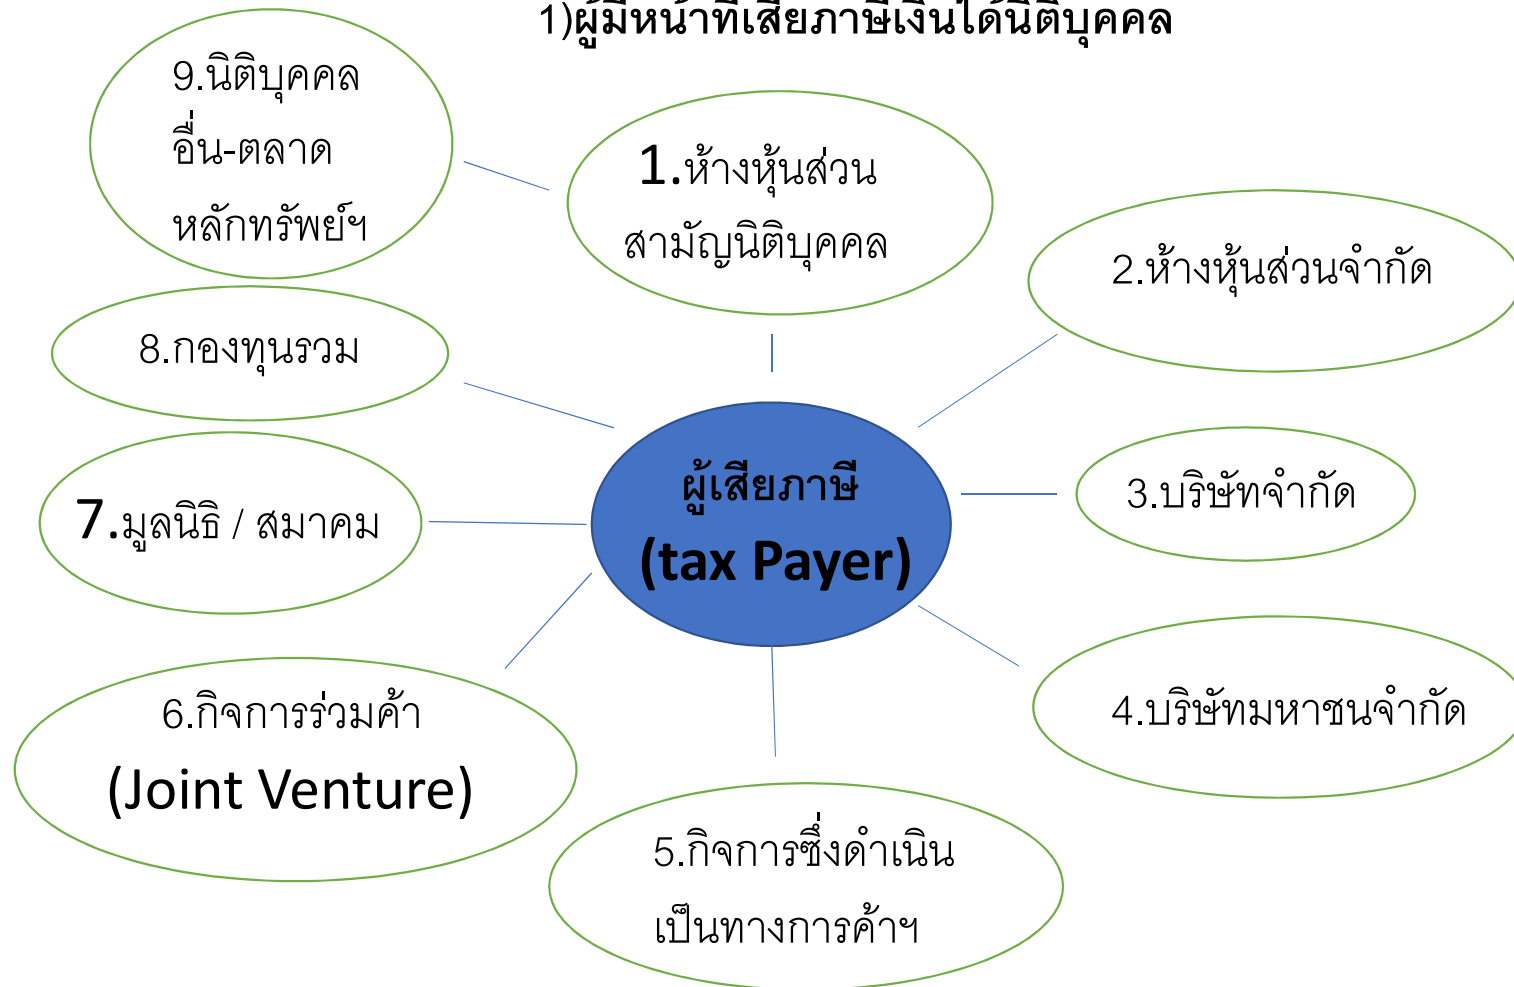 1)ผู้มีหน้าที่เสียภาษีเงินได้นิติบุคคล
9.นิติบุคคล
อื่น-ตลาด
หลักทรัพย์ฯ
1.ห้างหุ้นส่วน
สามัญนิติบุคคล
2.ห้างหุ้นส่วนจำกัด
8.กองทุนรวม
ผู้เสียภาษี
(tax Payer)
3.บริษัทจำกัด
7.มูลนิธิ / สมาคม
4.บริษัทมหาชนจำกัด
6.กิจการร่วมค้า
(Joint Venture)
5.กิจการซึ่งดำเนิน
เป็นทางการค้าฯ